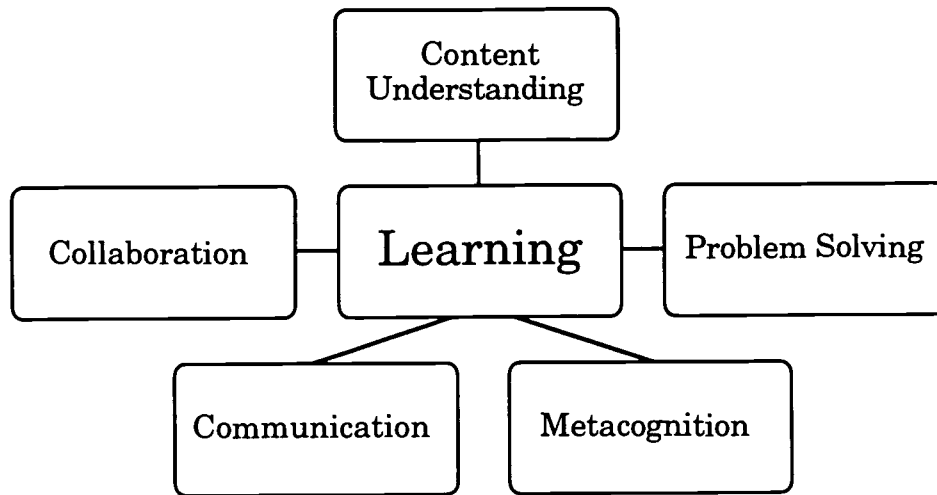 Content
Understanding
Collaboration
Learning
Problem Solving
Communication
Metacognition